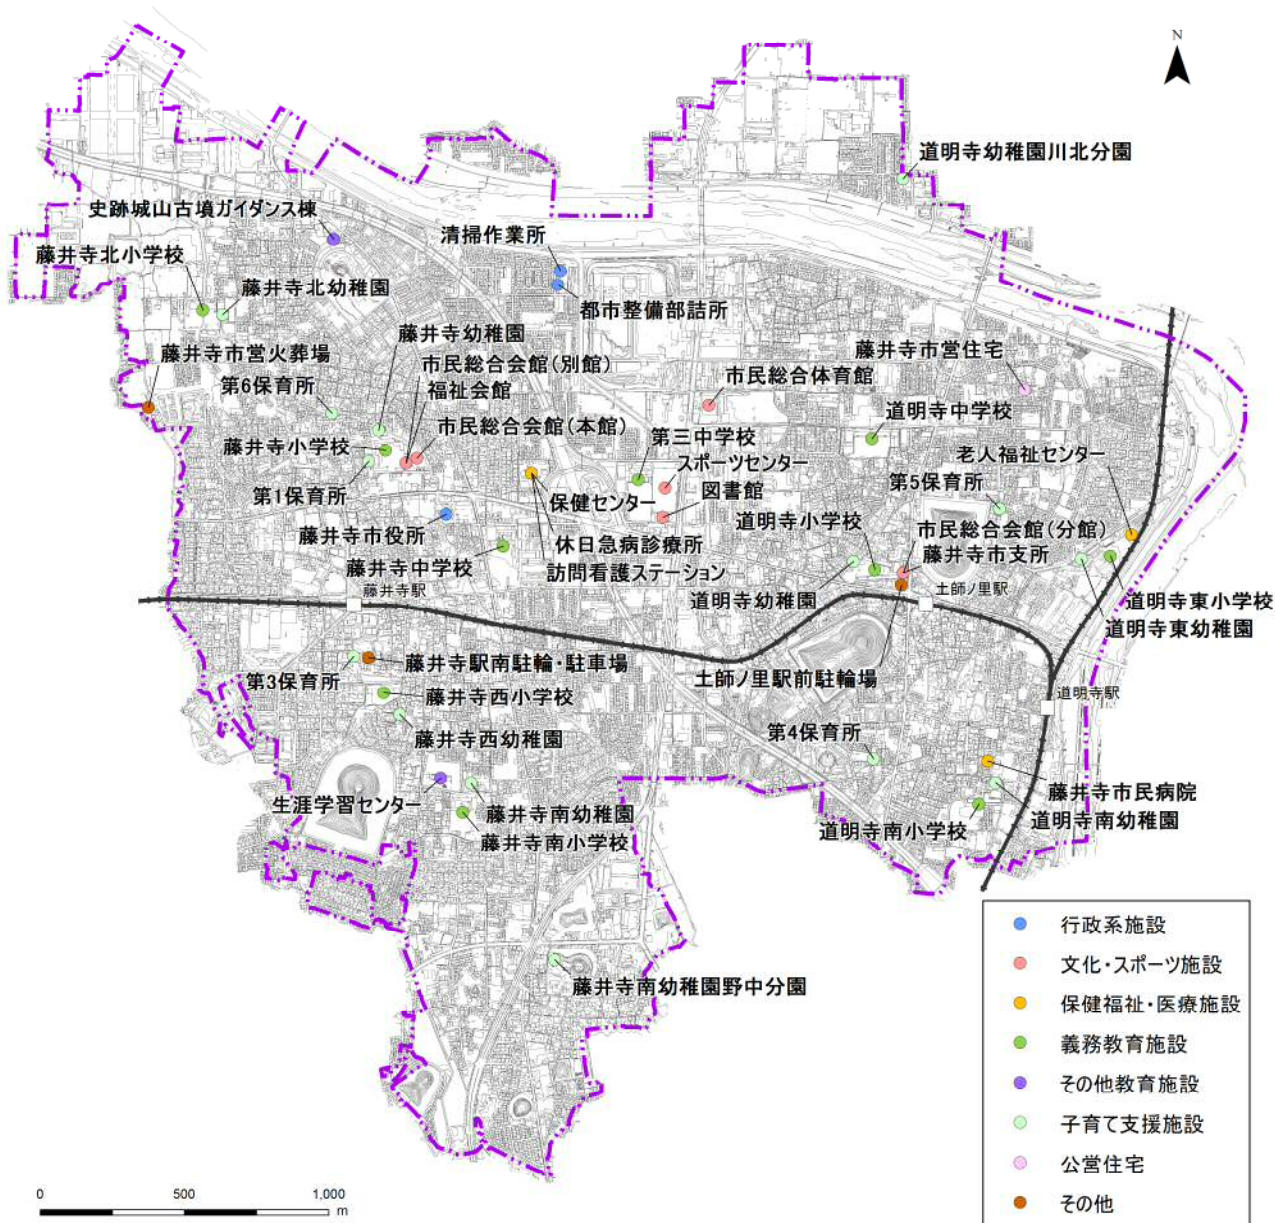 N
道明寺幼稚園川北分園
史跡城山古墳ガイダンス棟
清掃作業所
藤井寺北小学校
藤井寺北幼稚園
都市整備部詰所
藤井寺幼稚園
藤井寺市営火葬場
市民総合会館(別館)
藤井寺市営住宅
第6保育所
福祉会館
市民総合体育館
道明寺中学校
市民総合会館(本館)
藤井寺小学校
第三中学校
老人福祉センター
スポーツセンター
第1保育所
保健センター
図書館
第5保育所
藤井寺市役所
道明寺小学校
市民総合会館(分館)
休日急病診療所
藤井寺市支所
藤井寺中学校
訪問看護ステーション
藤井寺駅
道明寺幼稚園
土師ノ里駅
道明寺東小学校
道明寺東幼稚園
藤井寺駅南駐輪・駐車場
第3保育所
土師ノ里駅前駐輪場
藤井寺西小学校
道明寺駅
藤井寺西幼稚園
第4保育所
生涯学習センター
藤井寺南幼稚園
藤井寺市民病院
道明寺南幼稚園
道明寺南小学校
藤井寺南小学校
藤井寺南幼稚園野中分園
行政系施設
文化・スポーツ施設
保健福祉・医療施設
義務教育施設
その他教育施設
子育て支援施設
公営住宅
その他
0 500 1,000
m